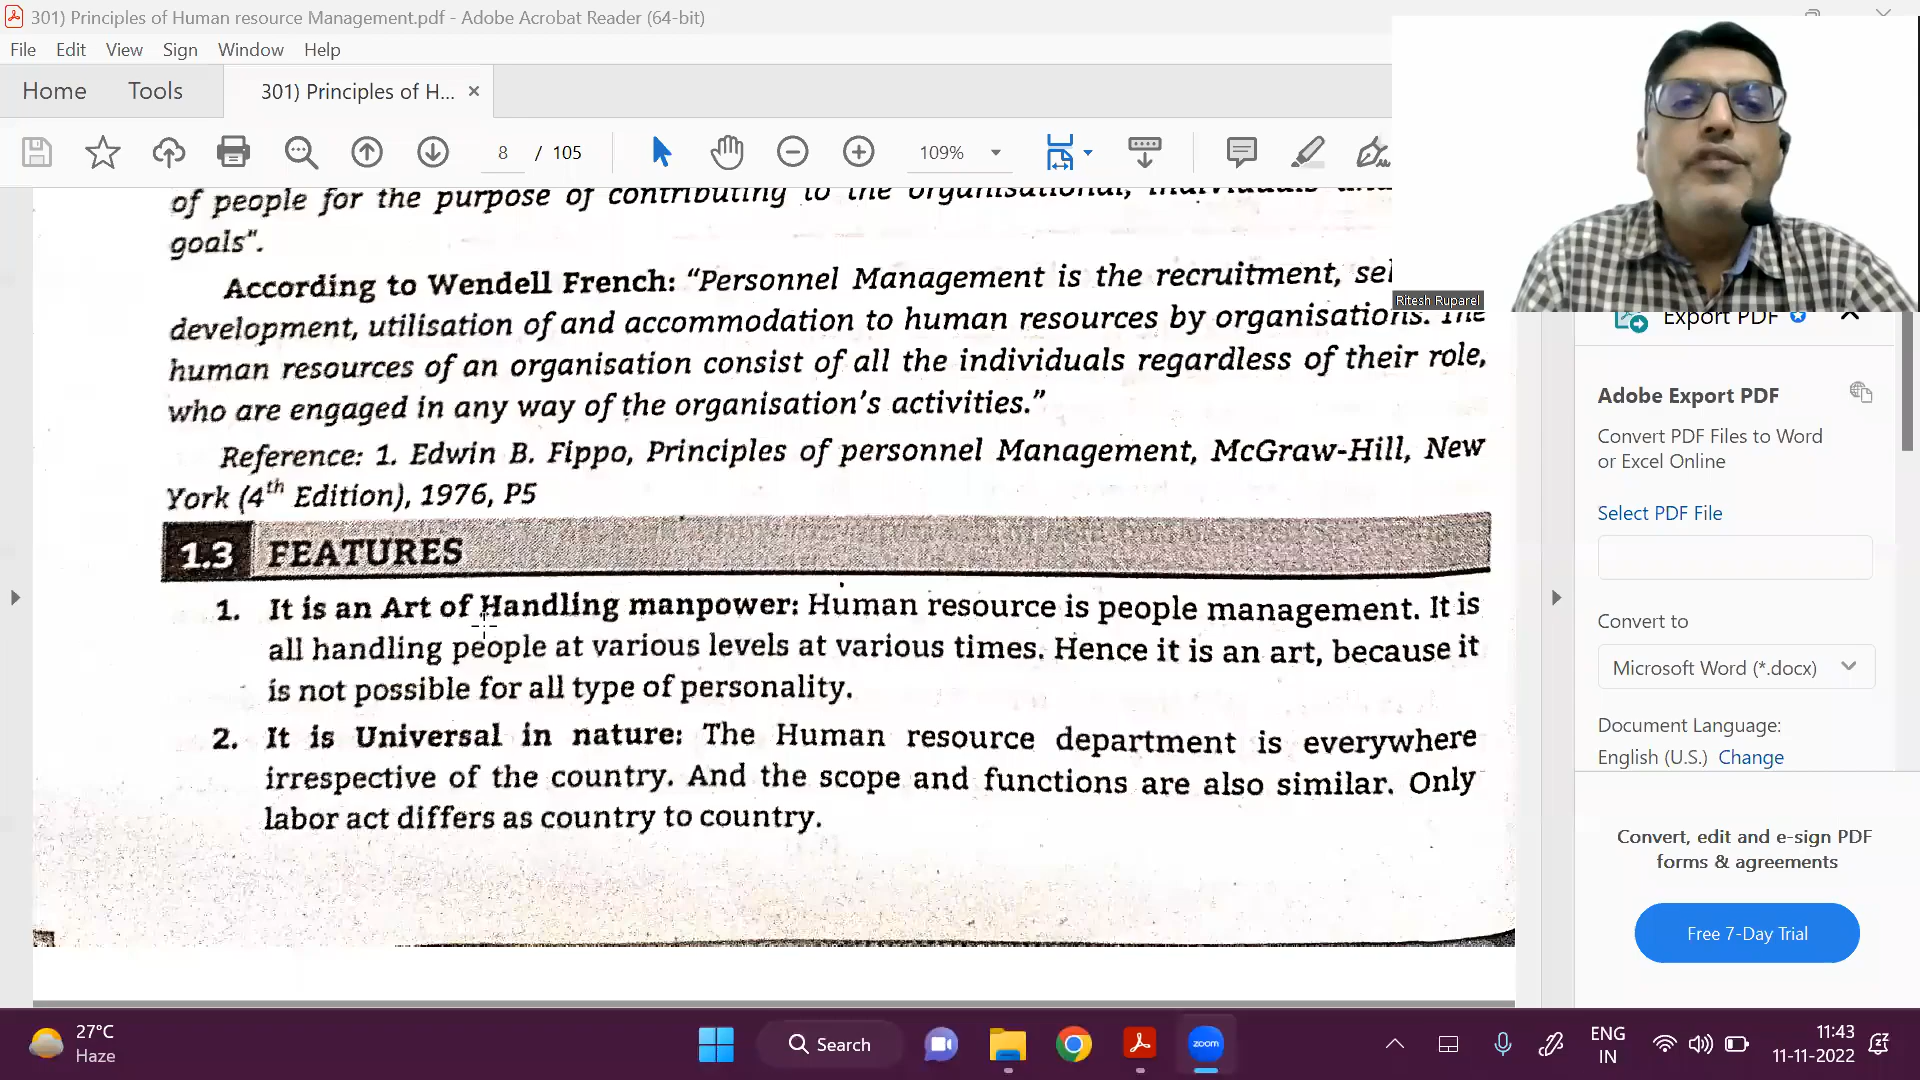 301) Principles of Human resource Management.pdf - Adobe Acrobat Reader (64-bit)
File Edit View Sign Window Help
Home Tools 301) Principles of H... ×
8 / 105 109%
of people for the purpose of contributing to the organisational, individuals
goals".
According to Wendell French: “Personnel Management is the recruitment, sel
development, utilisation of and accommodation to human resources by organisations. The
human resources of an organisation consist of all the individuals regardless of their role,
who are engaged in any way of the organisation's activities.”
Reference: 1. Edwin B. Fippo, Principles of personnel Management, McGraw-Hill, New
York (4th Edition), 1976, P5
1.3 FEATURES
1. It is an Art of Handling manpower: Human resource is people management. It is
all handling people at various levels at various times. Hence it is an art, because it
is not possible for all type of personality.
2. It is Universal in nature: The Human resource department is everywhere
irrespective of the country. And the scope and functions are also similar. Only
labor act differs as country to country.
Ritesh Ruparel
Export PDF
Adobe Export PDF
Convert PDF Files to Word
or Excel Online
Select PDF File
Convert to
Microsoft Word (*.docx)
Document Language:
English (U.S.) Change
Convert, edit and e-sign PDF
forms & agreements
Free 7-Day Trial
27°C
Haze
Search
zoom
ENG
IN
11:43
11-11-2022